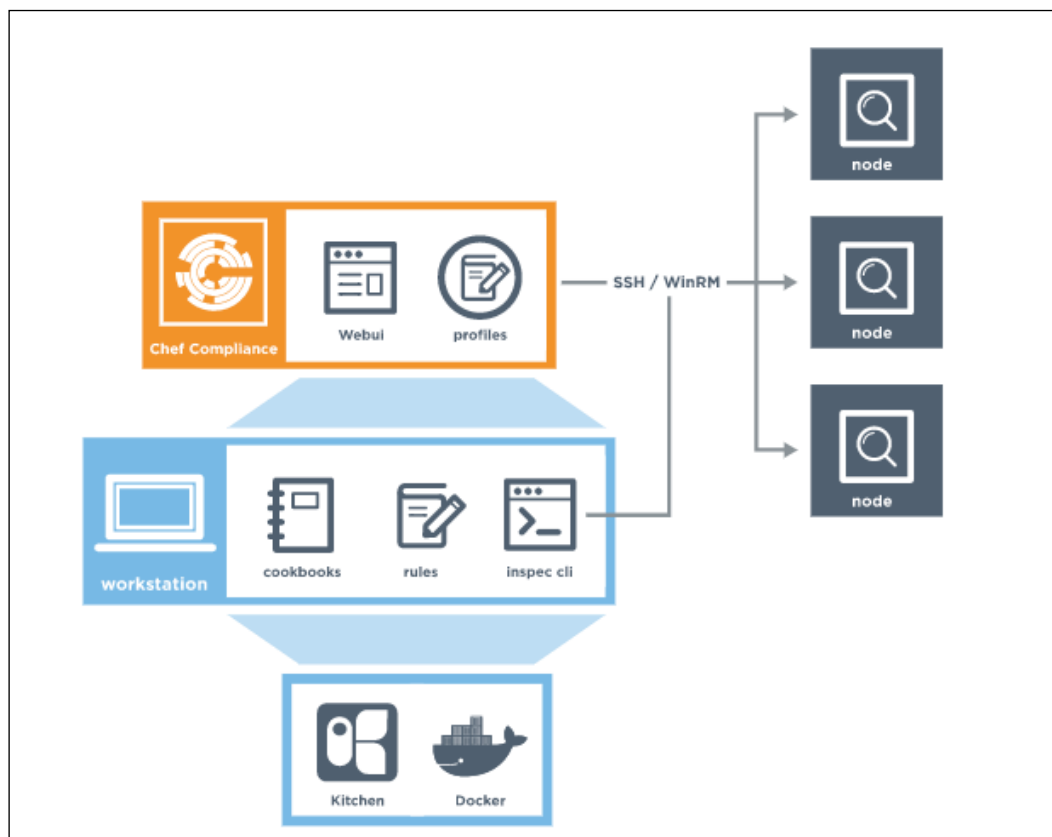 node
Chef Compliance
Webui
profiles
SSH / WinRM
node
node
workstation
cookbooks
rules
inspec cli
Kitchen
Docker